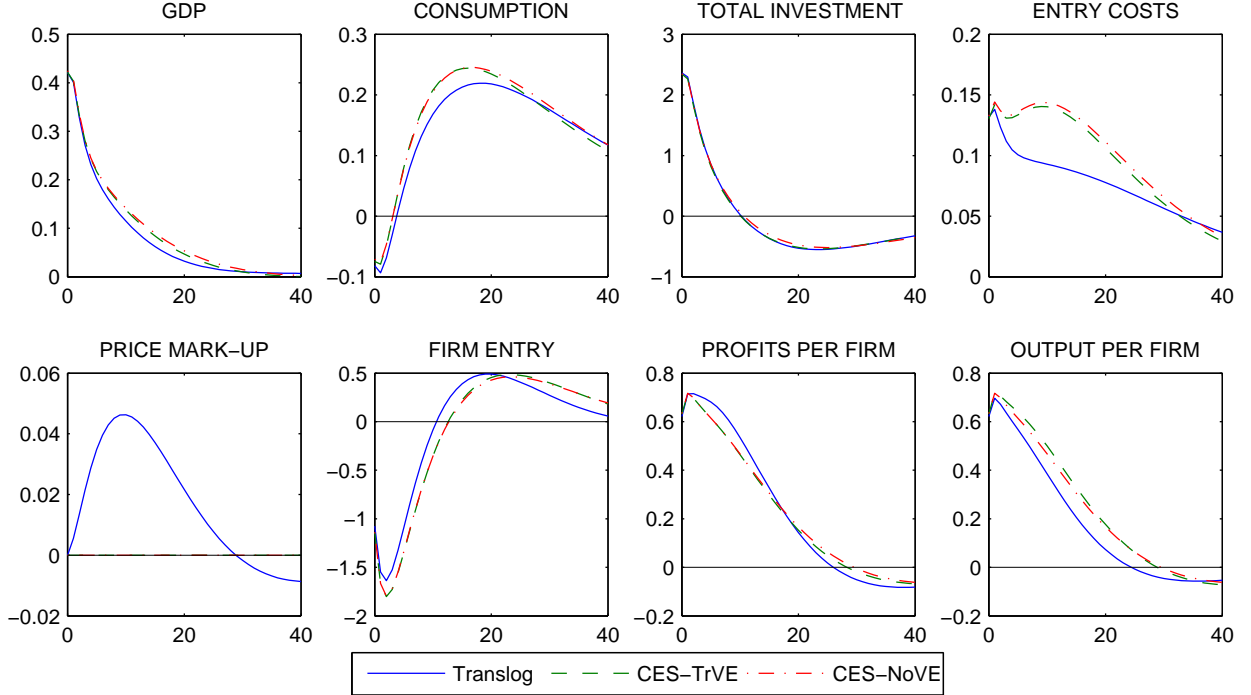 GDP CONSUMPTION TOTAL INVESTMENT ENTRY COSTS
0.5 0.3 3 0.2
0.4 0.2 2 0.15
0.3 0.1 1 0.1
0.2 0 0 0.05
0.1 −0.1 −1 0
0
0 20 40 0 20 40 0 20 40 0 20 40
PRICE MARK−UP FIRM ENTRY PROFITS PER FIRM OUTPUT PER FIRM
0.06 0.5 0.8 0.8
0.04 0 0.6 0.6
0.02 −0.5 0.4 0.4
0 −1 0.2 0.2
−0.02 −1.5 0 0
−2 −0.2 −0.2
0 20 40 0 20 40 0 20 40 0 20 40
Translog CES−TrVE CES−NoVE